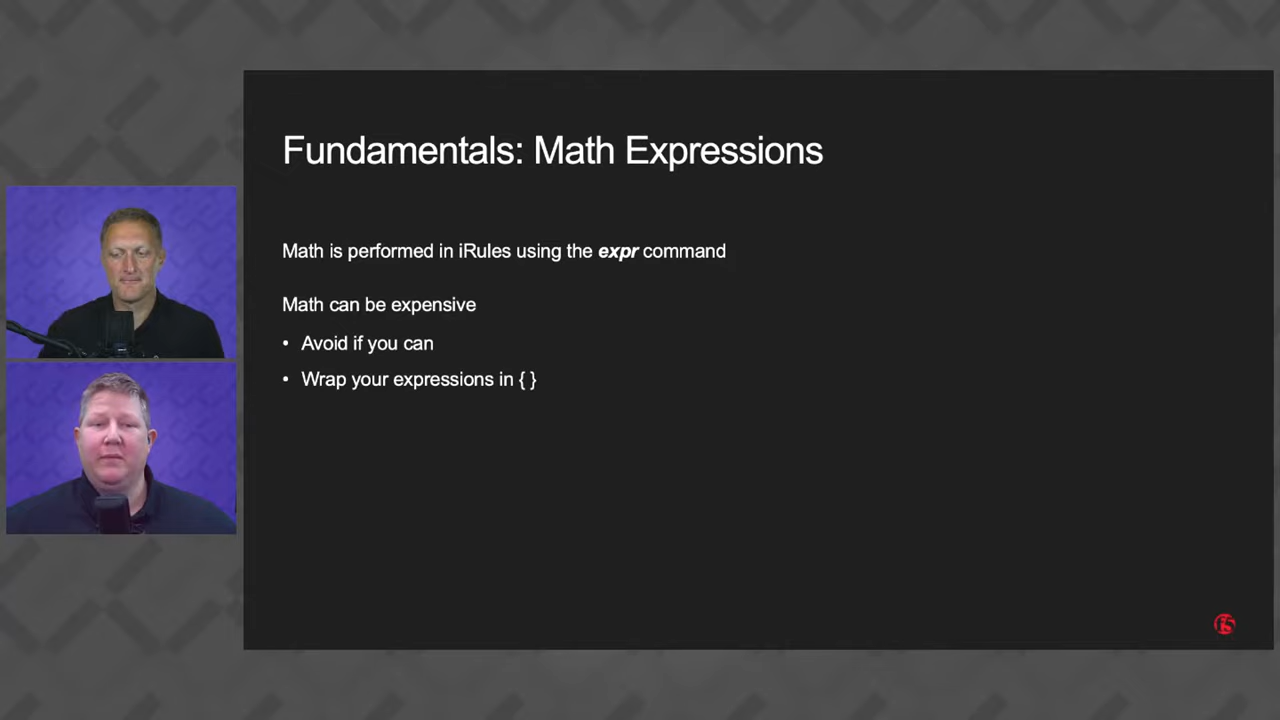 Fundamentals: Math Expressions
Math is performed in iRules using the expr command
Math can be expensive
• Avoid if you can
• Wrap your expressions in { }
f5